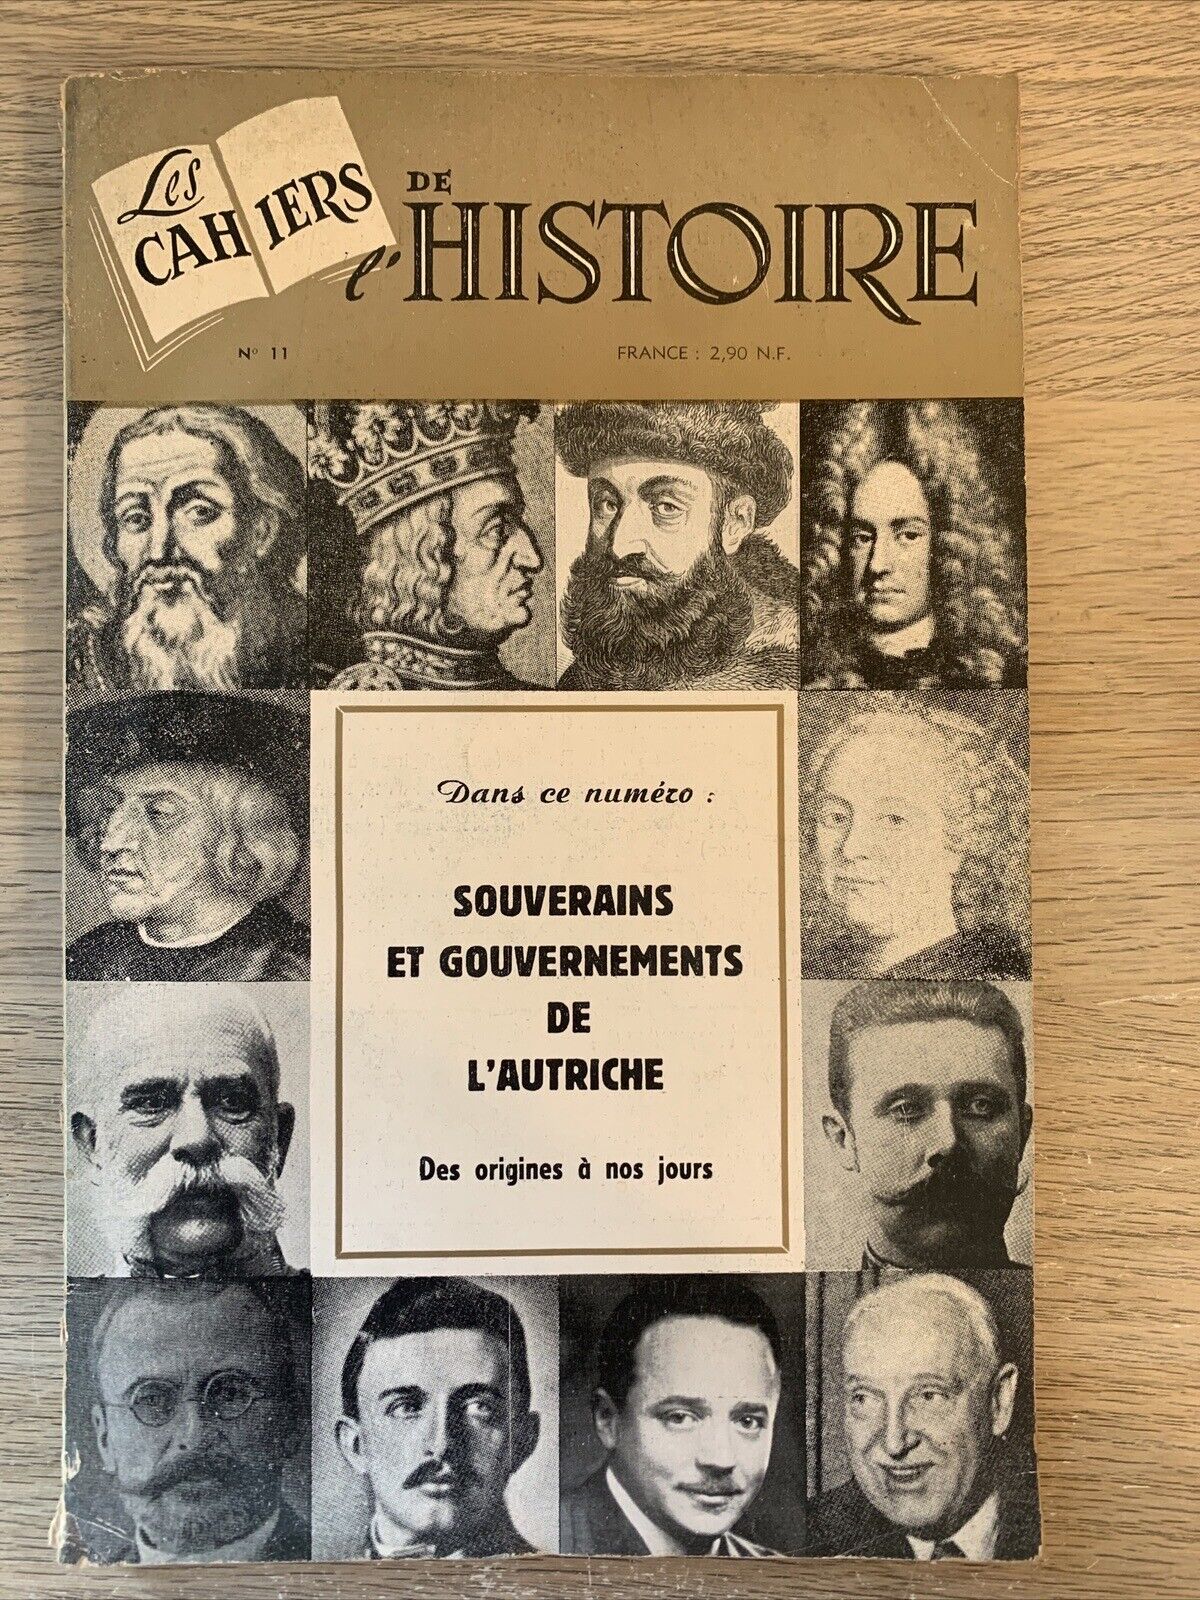 Les
CAHIERS
DE
l'HISTOIRE
N° 11
FRANCE : 2,90 N.F.
Dans ce numéro :
SOUVERAINS
ET GOUVERNEMENTS
DE
L'AUTRICHE
Des origines à nos jours